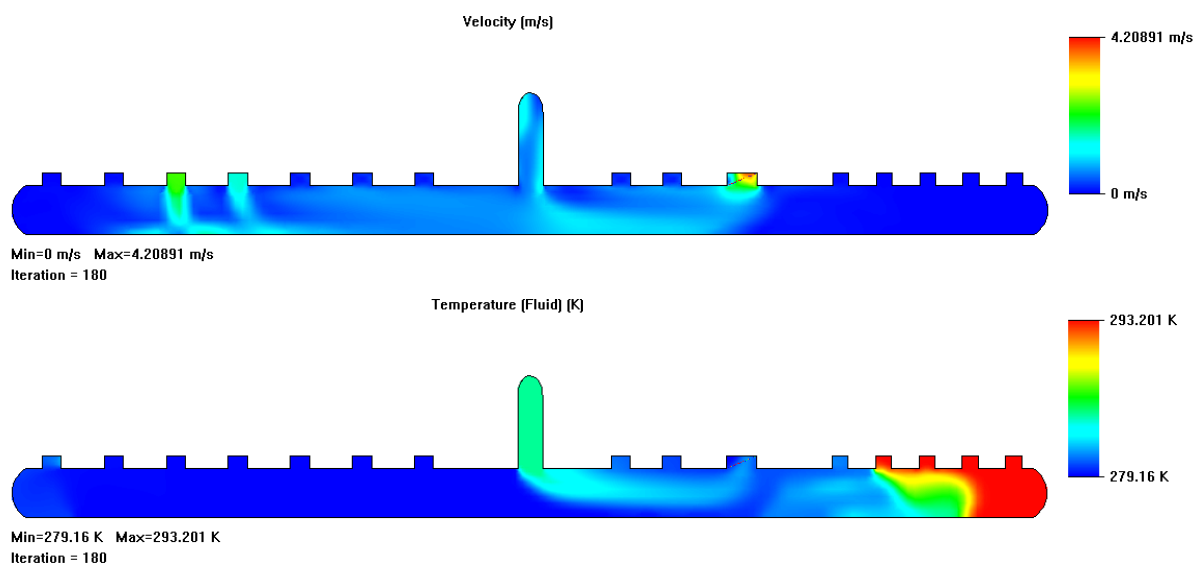 Velocity (m/s)
4.20891 m/s
0 m/s
Min=0 m/s Max=4.20891 m/s
Iteration = 180
Temperature (Fluid) (K)
293.201 K
279.16 K
Min=279.16 K Max=293.201 K
Iteration = 180